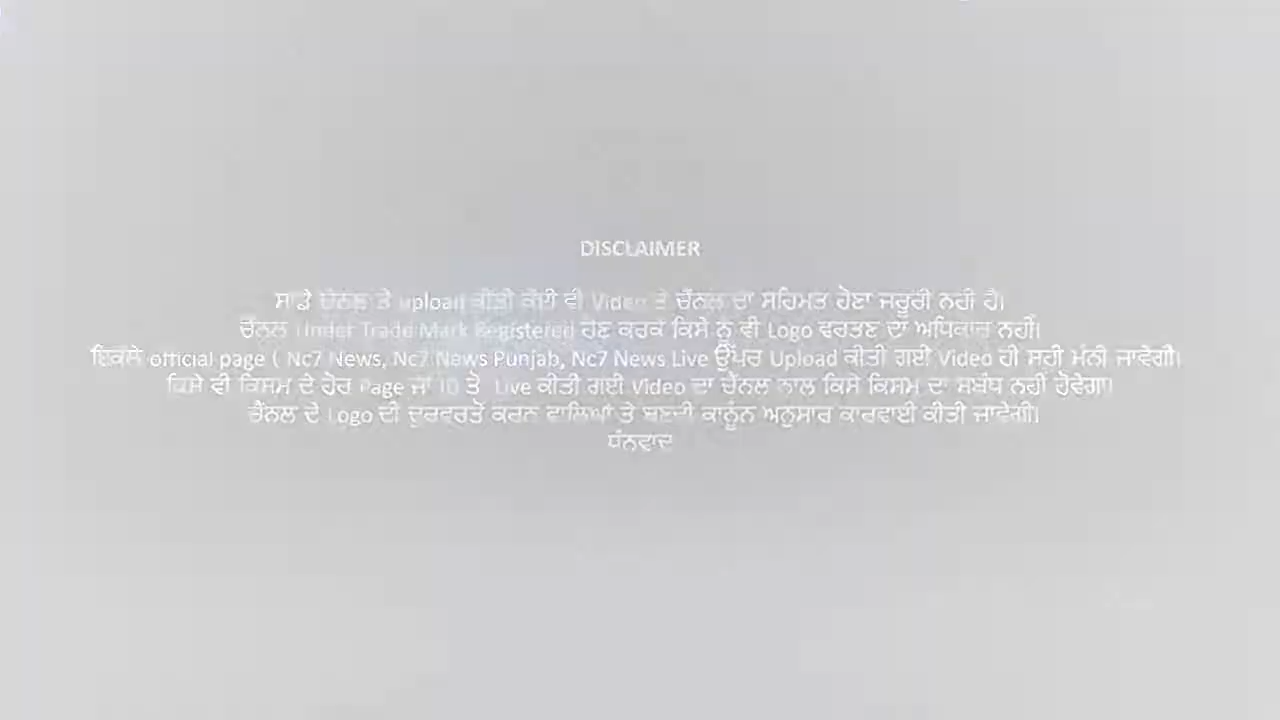 DISCLAIMER
ਸਾਡੇ ਚੈਨਲ ਤੇ upload ਕੀਤੀ ਕੋਈ ਵੀ Video ਤੇ ਚੈਨਲ ਦਾ ਸਹਿਮਤ ਹੋਣਾ ਜਰੂਰੀ ਨਹੀਂ ਹੈ।
ਚੈਨਲ Under Trade Mark Registered ਹੋਣ ਕਰਕੇ ਕਿਸੇ ਨੂੰ ਵੀ Logo ਵਰਤਣ ਦਾ ਅਧਿਕਾਰ ਨਹੀਂ।
official page ( Nc7 News, Nc7 News Punjab, Nc7 News Live ਉੱਪਰ Upload ਕੀਤੀ ਗਈ Video ਹੀ ਸਹੀ ਮੰਨੀ ਜਾਵੇਗੀ।
ਕਿਸੇ ਵੀ ਕਿਸਮ ਦੇ ਹੋਰ Page ਜਾਂ ID ਤੋਂ Live ਕੀਤੀ ਗਈ Video ਦਾ ਚੈਨਲ ਨਾਲ ਕਿਸੇ ਕਿਸਮ ਦਾ ਸਬੰਧ ਨਹੀਂ ਹੋਵੇਗਾ।
ਚੈਨਲ ਦੇ Logo ਦੀ ਦੁਰਵਰਤੋਂ ਕਰਨ ਵਾਲਿਆਂ ਤੇ ਬਣਦੀ ਕਾਨੂੰਨ ਅਨੁਸਾਰ ਕਾਰਵਾਈ ਕੀਤੀ ਜਾਵੇਗੀ।
ਧੰਨਵਾਦ